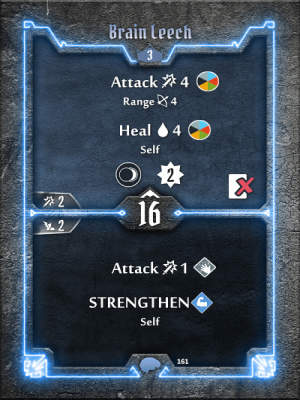 Brain Leech
3
Attack 4
Range 4
Heal 4
Self
2
2
16
2
Attack 1
STRENGTHEN
Self
161